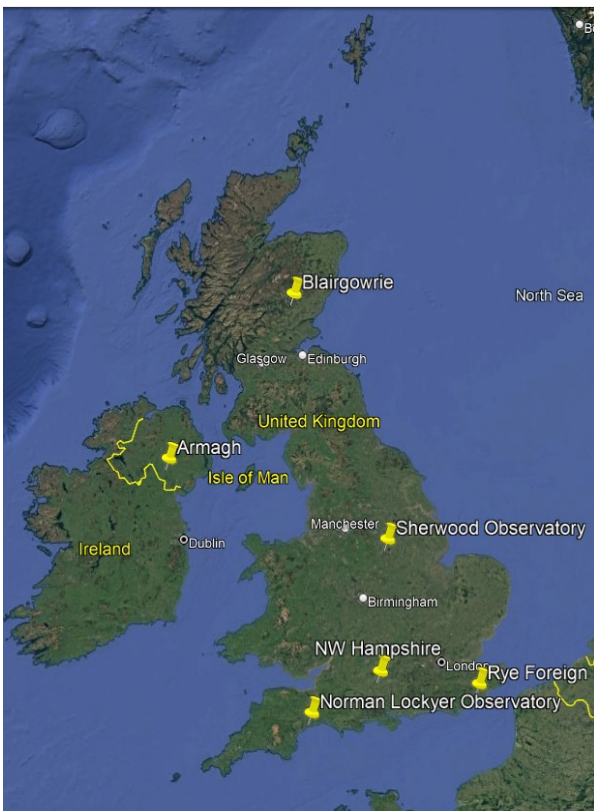 Blairgowrie
North Sea
Glasgow
Edinburgh
United Kingdom
Armagh
Isle of Man
Manchester
Sherwood Observatory
Dublin
Ireland
Birmingham
NW Hampshire
London
Rye Foreign
Norman Lockyer Observatory